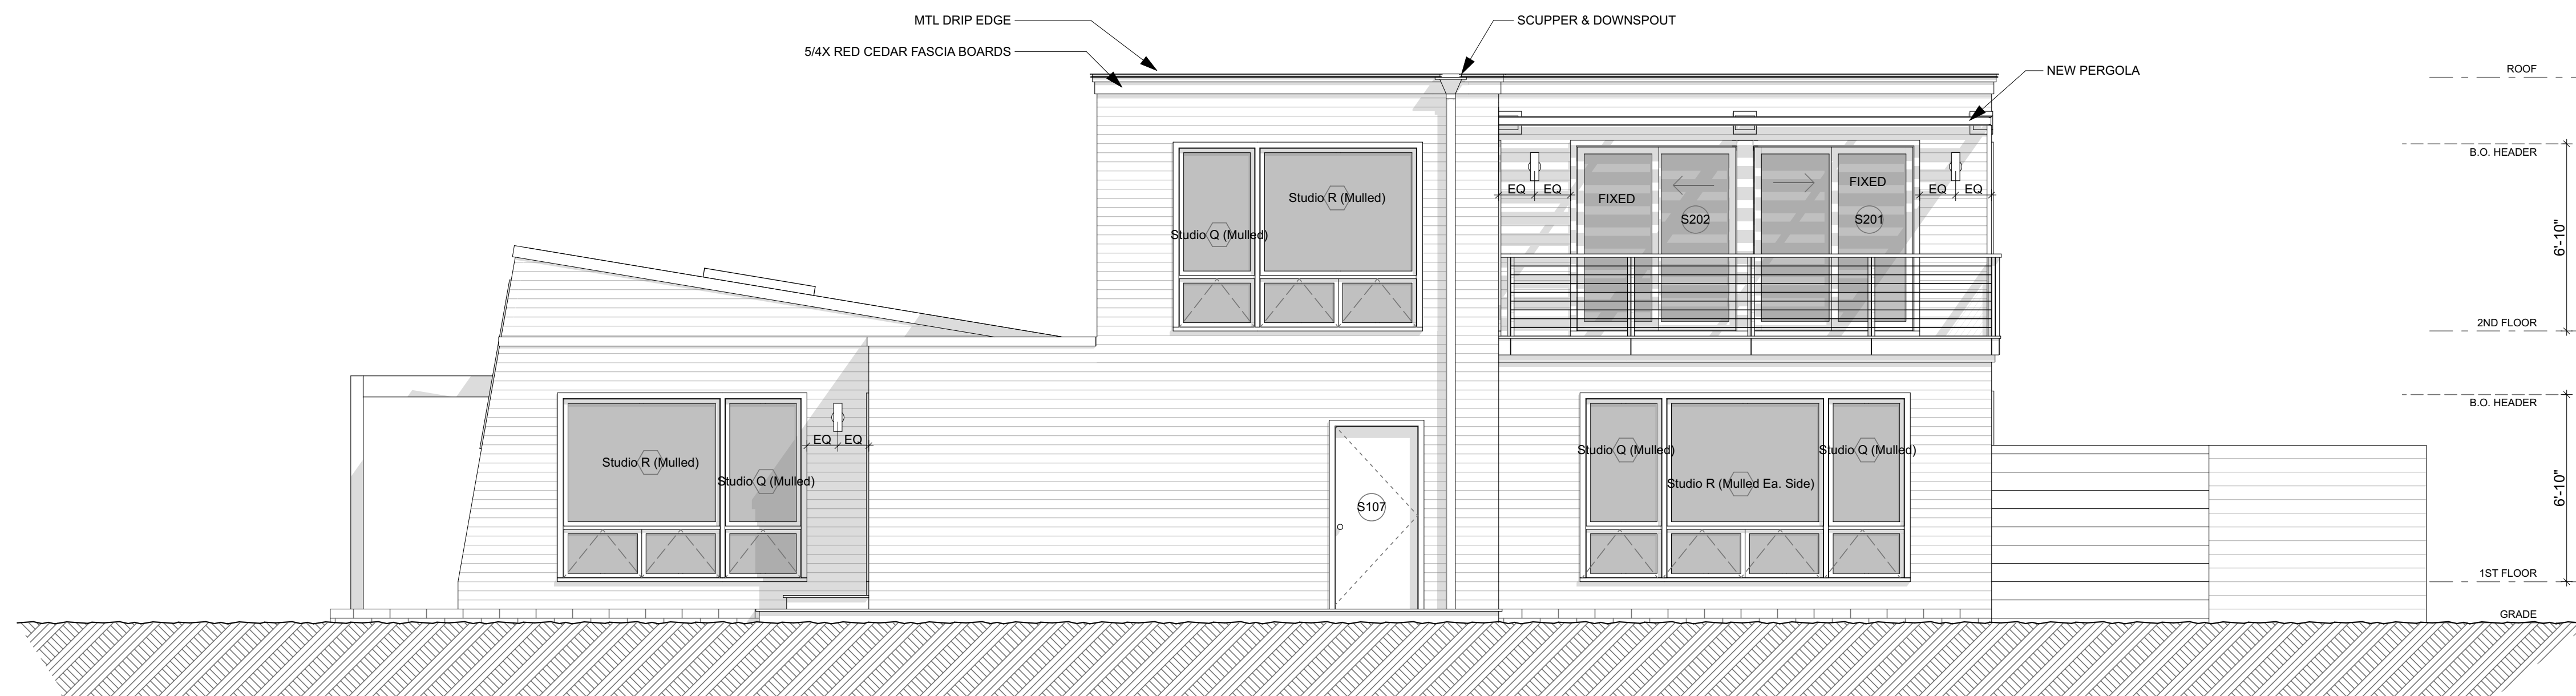 MTL DRIP EDGE
SCUPPER & DOWNSPOUT
5/4X RED CEDAR FASCIA BOARDS
NEW PERGOLA
ROOF
B.O. HEADER
Studio R (Mulled)
Studio Q (Mulled)
EQ EQ
FIXED
S202
FIXED
S201
EQ EQ
6'-10"
2ND FLOOR
B.O. HEADER
Studio R (Mulled)
Studio Q (Mulled)
EQ EQ
S107
Studio Q (Mulled)
Studio R (Mulled Ea. Side)
Studio Q (Mulled)
6'-10"
1ST FLOOR
GRADE